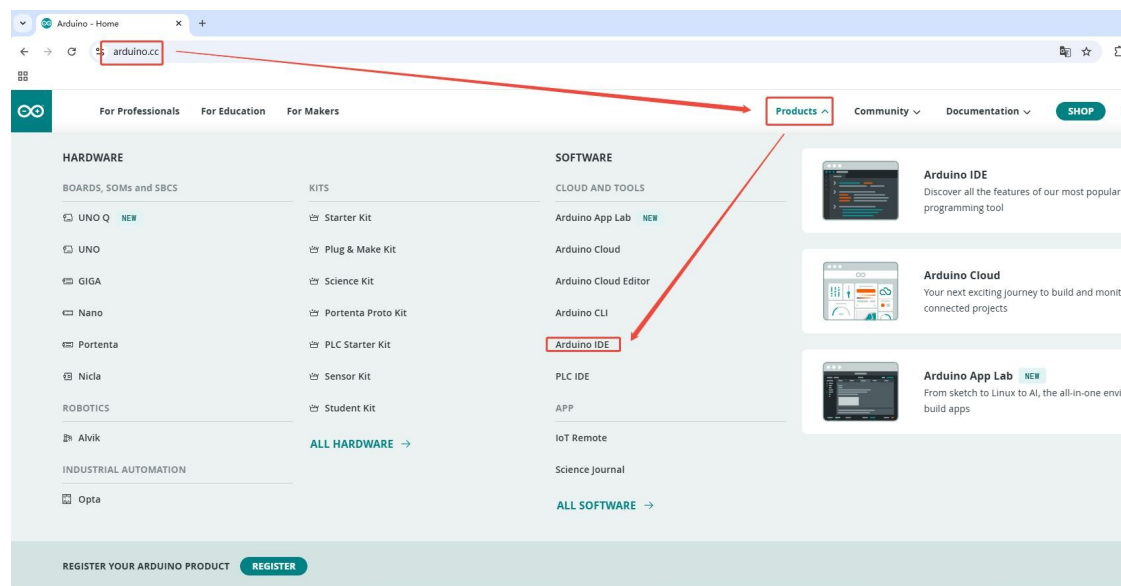 Arduino - Home
arduino.cc
For Professionals For Education For Makers Products Community Documentation SHOP
HARDWARE
BOARDS, SOMs and SBCS
UNO Q NEW
UNO
GIGA
Nano
Portenta
Nicla
ROBOTICS
Alvik
INDUSTRIAL AUTOMATION
Opta
KITS
Starter Kit
Plug & Make Kit
Science Kit
Portenta Proto Kit
PLC Starter Kit
Sensor Kit
Student Kit
ALL HARDWARE →
SOFTWARE
CLOUD AND TOOLS
Arduino App Lab NEW
Arduino Cloud
Arduino Cloud Editor
Arduino CLI
Arduino IDE
PLC IDE
APP
IoT Remote
Science Journal
ALL SOFTWARE →
Arduino IDE
Discover all the features of our most popular
programming tool
Arduino Cloud
Your next exciting journey to build and monit
connected projects
Arduino App Lab NEW
From sketch to Linux to AI, the all-in-one envi
build apps
REGISTER YOUR ARDUINO PRODUCT REGISTER